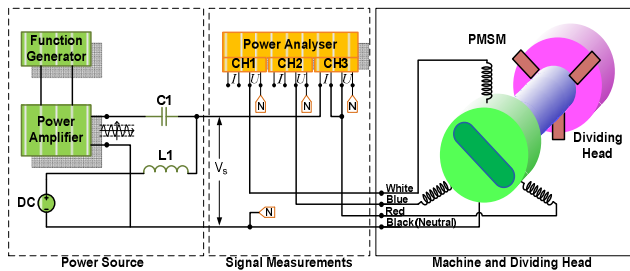 Function
Generator
Power
Amplifier
C1
L1
DC
Vs
Power Source
Power Analyser
CH1 CH2 CH3
I U I U I U
N N N
N
Signal Measurements
White
Blue
Red
Black(Neutral)
PMSM
Dividing
Head
Machine and Dividing Head